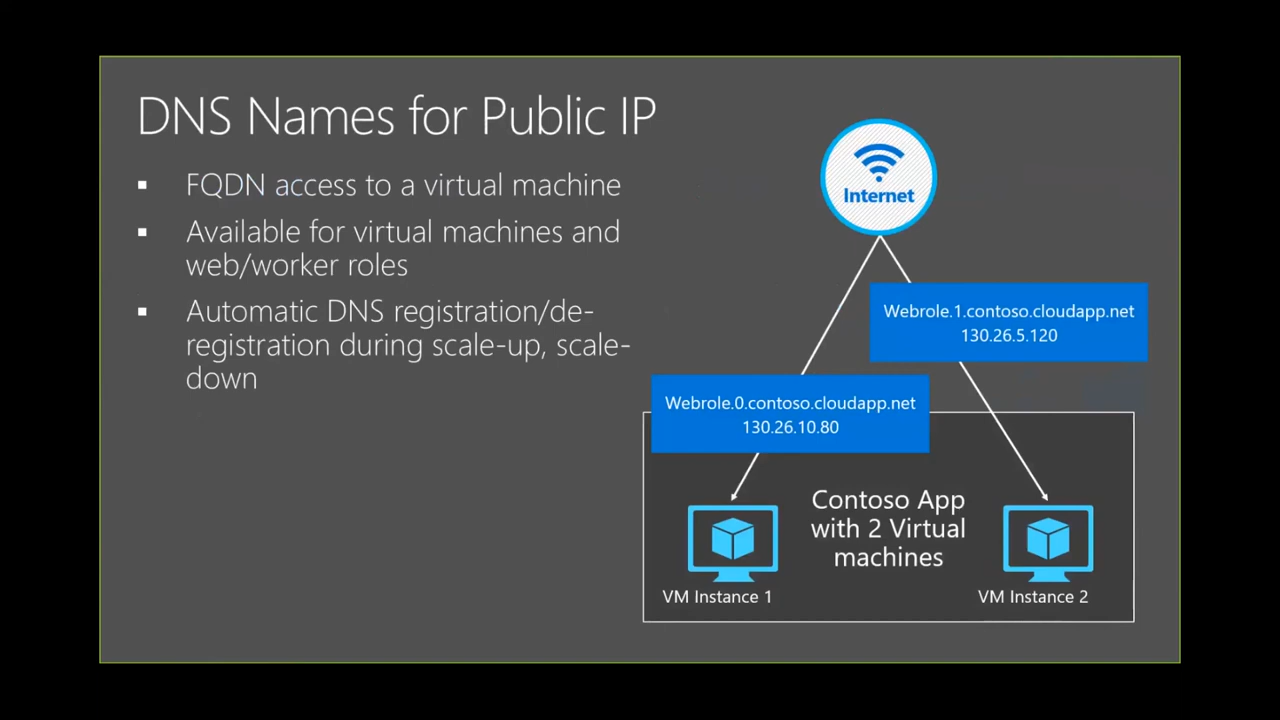 DNS Names for Public IP
▪ FQDN access to a virtual machine
▪ Available for virtual machines and
web/worker roles
▪ Automatic DNS registration/de-
registration during scale-up, scale-
down
Internet
Webrole.1.contoso.cloudapp.net
130.26.5.120
Webrole.0.contoso.cloudapp.net
130.26.10.80
Contoso App
with 2 Virtual
machines
VM Instance 1
VM Instance 2